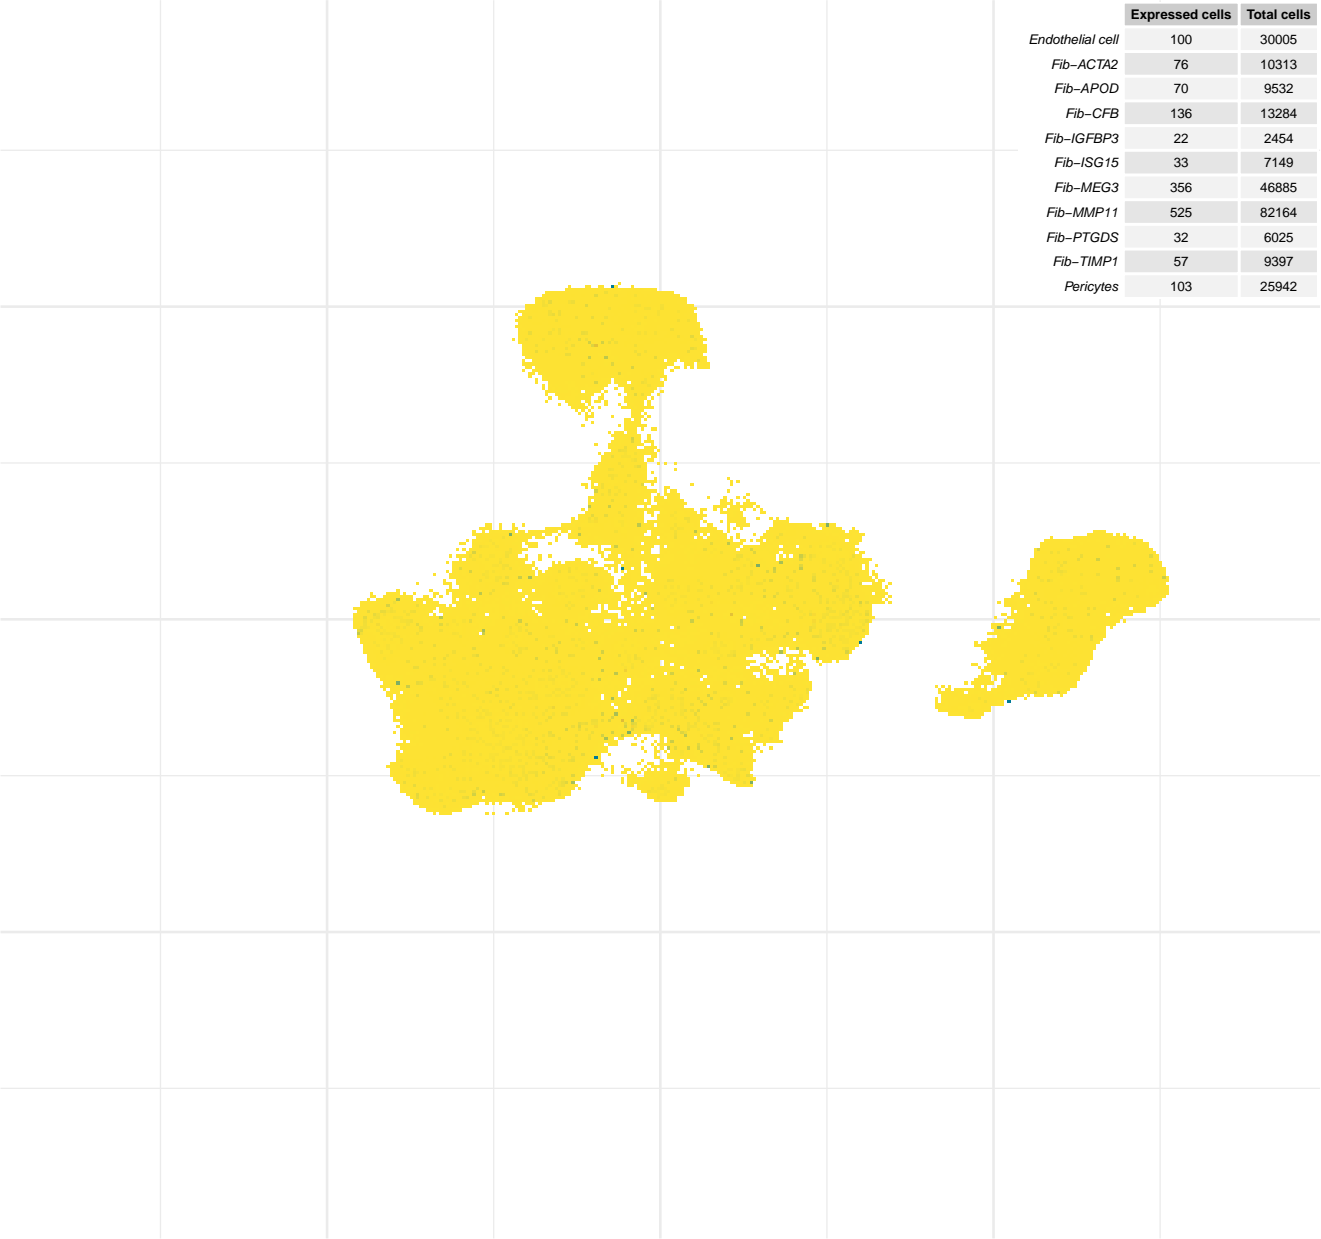 Expressed cells Total cells
Endothelial cell 100 30005
Fib−ACTA2 76 10313
Fib−APOD 70 9532
Fib−CFB 136 13284
Fib−IGFBP3 22 2454
Fib−ISG15 33 7149
Fib−MEG3 356 46885
Fib−MMP11 525 82164
Fib−PTGDS 32 6025
Fib−TIMP1 57 9397
Pericytes 103 25942